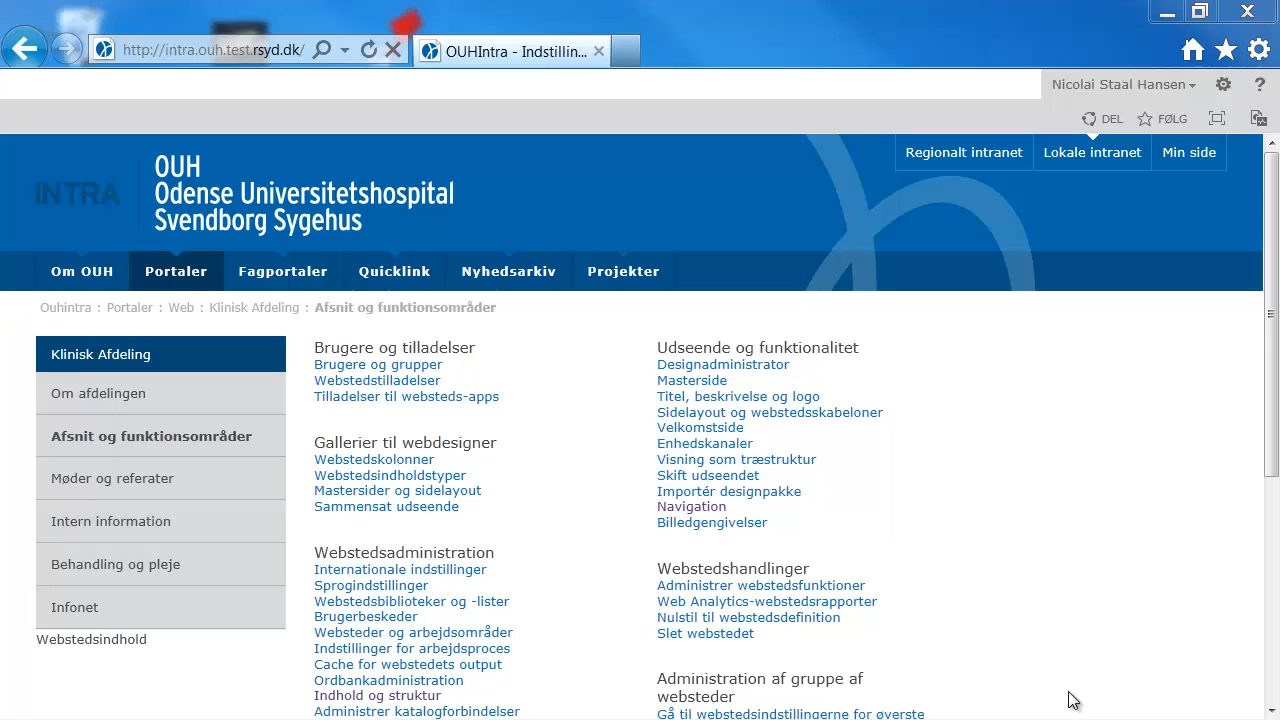 http://intra.ouh.test.rsyd.dk/
OUHIntra - Indstillin...
Nicolai Staal Hansen
?
DEL
FØLG
INTRA
OUH
Odense Universitetshospital
Svendborg Sygehus
Regionalt intranet
Lokale intranet
Min side
Om OUH
Portaler
Fagportaler
Quicklink
Nyhedsarkiv
Projekter
Ouhintra : Portaler : Web : Klinisk Afdeling : Afsnit og funktionsområder
Klinisk Afdeling
Om afdelingen
Afsnit og funktionsområder
Møder og referater
Intern information
Behandling og pleje
Infonet
Webstedsindhold
Brugere og tilladelser
Brugere og grupper
Webstedstilladelser
Tilladelser til websteds-apps
Gallerier til webdesigner
Webstedskolonner
Webstedsindholdstyper
Mastersider og sidelayout
Sammensat udseende
Webstedsadministration
Internationale indstillinger
Sprogindstillinger
Webstedsbiblioteker og -lister
Brugerbeskeder
Websteder og arbejdsområder
Indstillinger for arbejdsproces
Cache for webstedets output
Ordbankadministration
Indhold og struktur
Administrer katalogforbindelser
Udseende og funktionalitet
Designadministrator
Masterside
Titel, beskrivelse og logo
Sidelayout og webstedsskabeloner
Velkomstside
Enhedskanaler
Visning som træstruktur
Skift udseendet
Importér designpakke
Navigation
Billedgengivelser
Webstedshandlinger
Administrer webstedsfunktioner
Web Analytics-webstedsrapporter
Nulstil til webstedsdefinition
Slet webstedet
Administration af gruppe af
websteder
Gå til webstedsindstillingerne for øverste